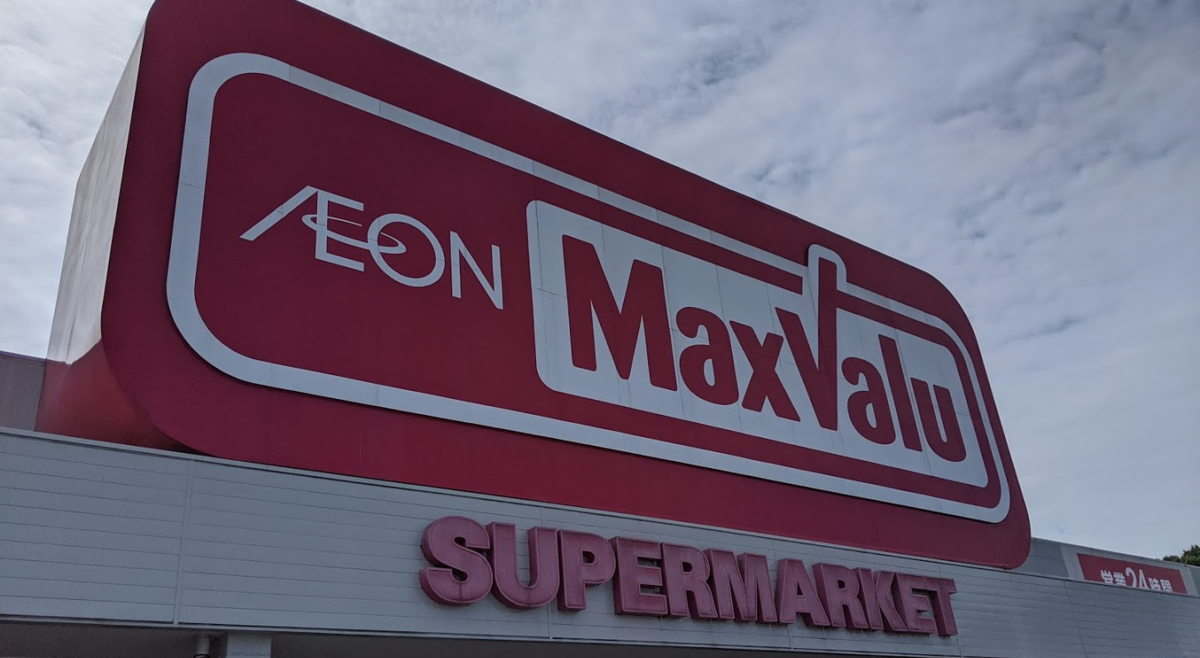 ÆON
MaxValu
SUPERMARKET
営業24時間